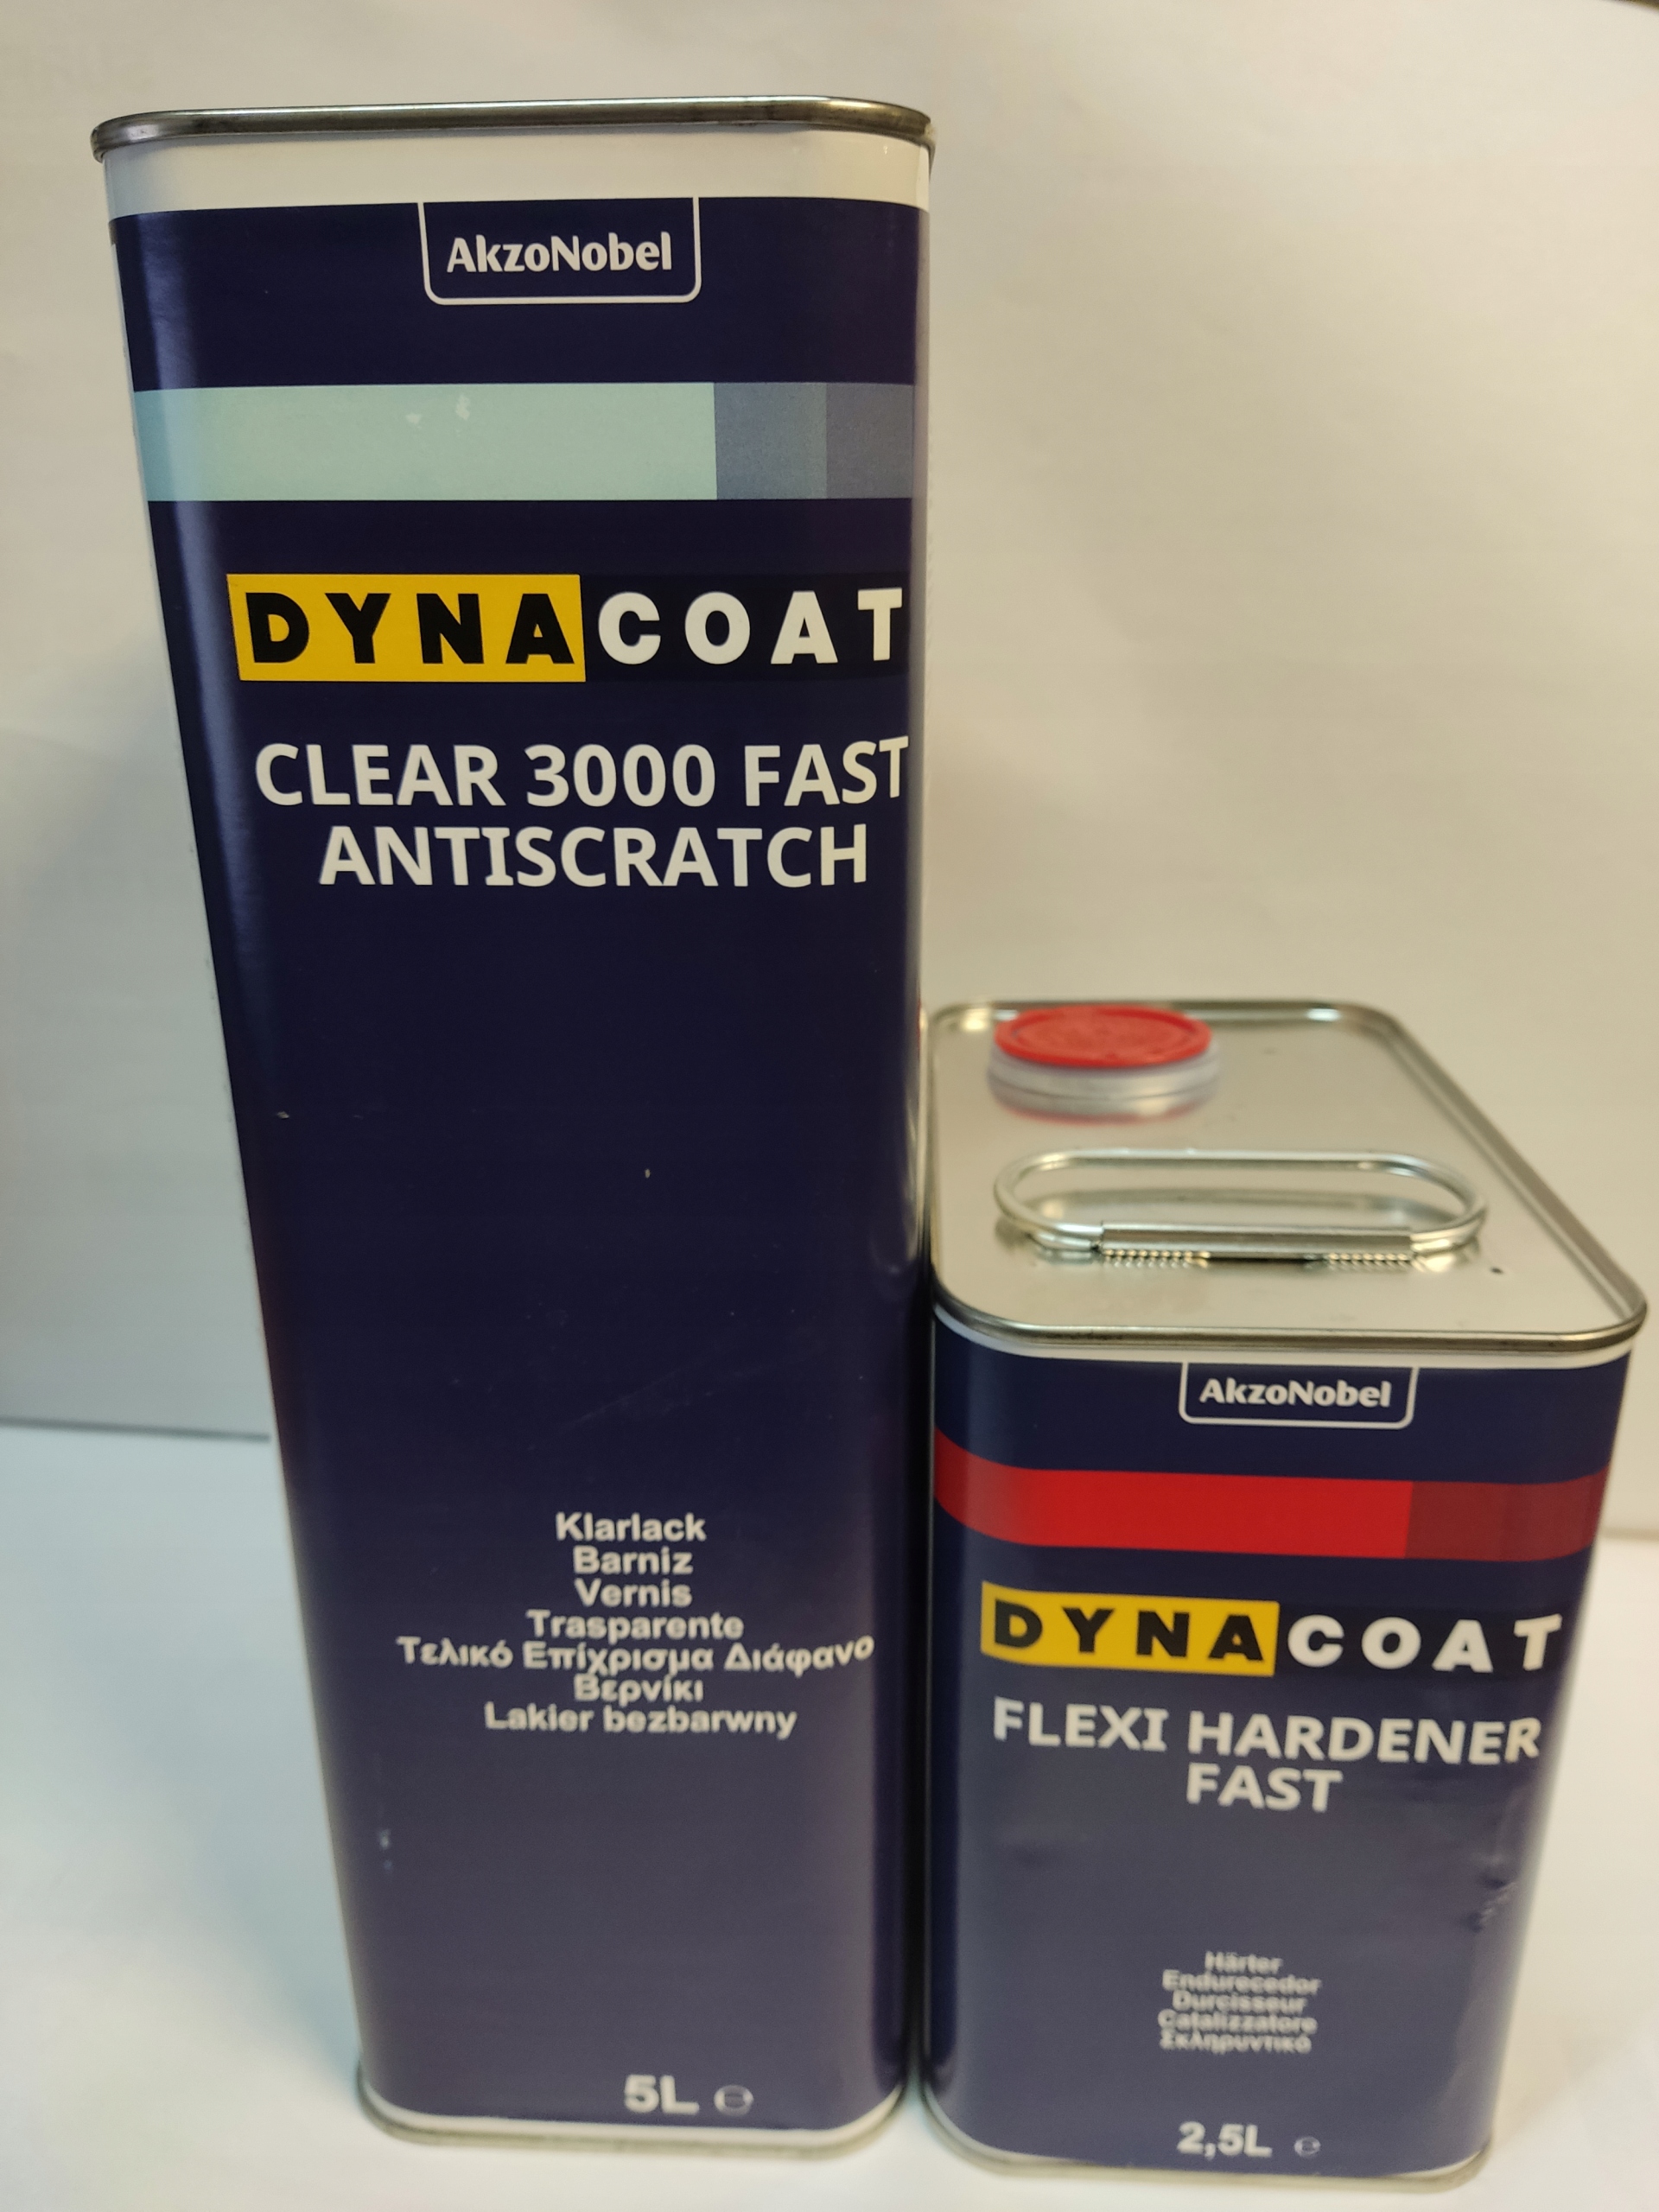 AkzoNobel
DYNACOAT
CLEAR 3000 FAST
ANTISCRATCH
Klarlack
Barniz
Vernis
Trasparente
Τελικό Επίχρισμα Διάφανο
Βερνίκι
Lakier bezbarwny
5L ℮
AkzoNobel
DYNACOAT
FLEXI HARDENER
FAST
Härter
Endurecedor
Durcisseur
Catalizzatore
Σκληρυντικό
2,5L ℮